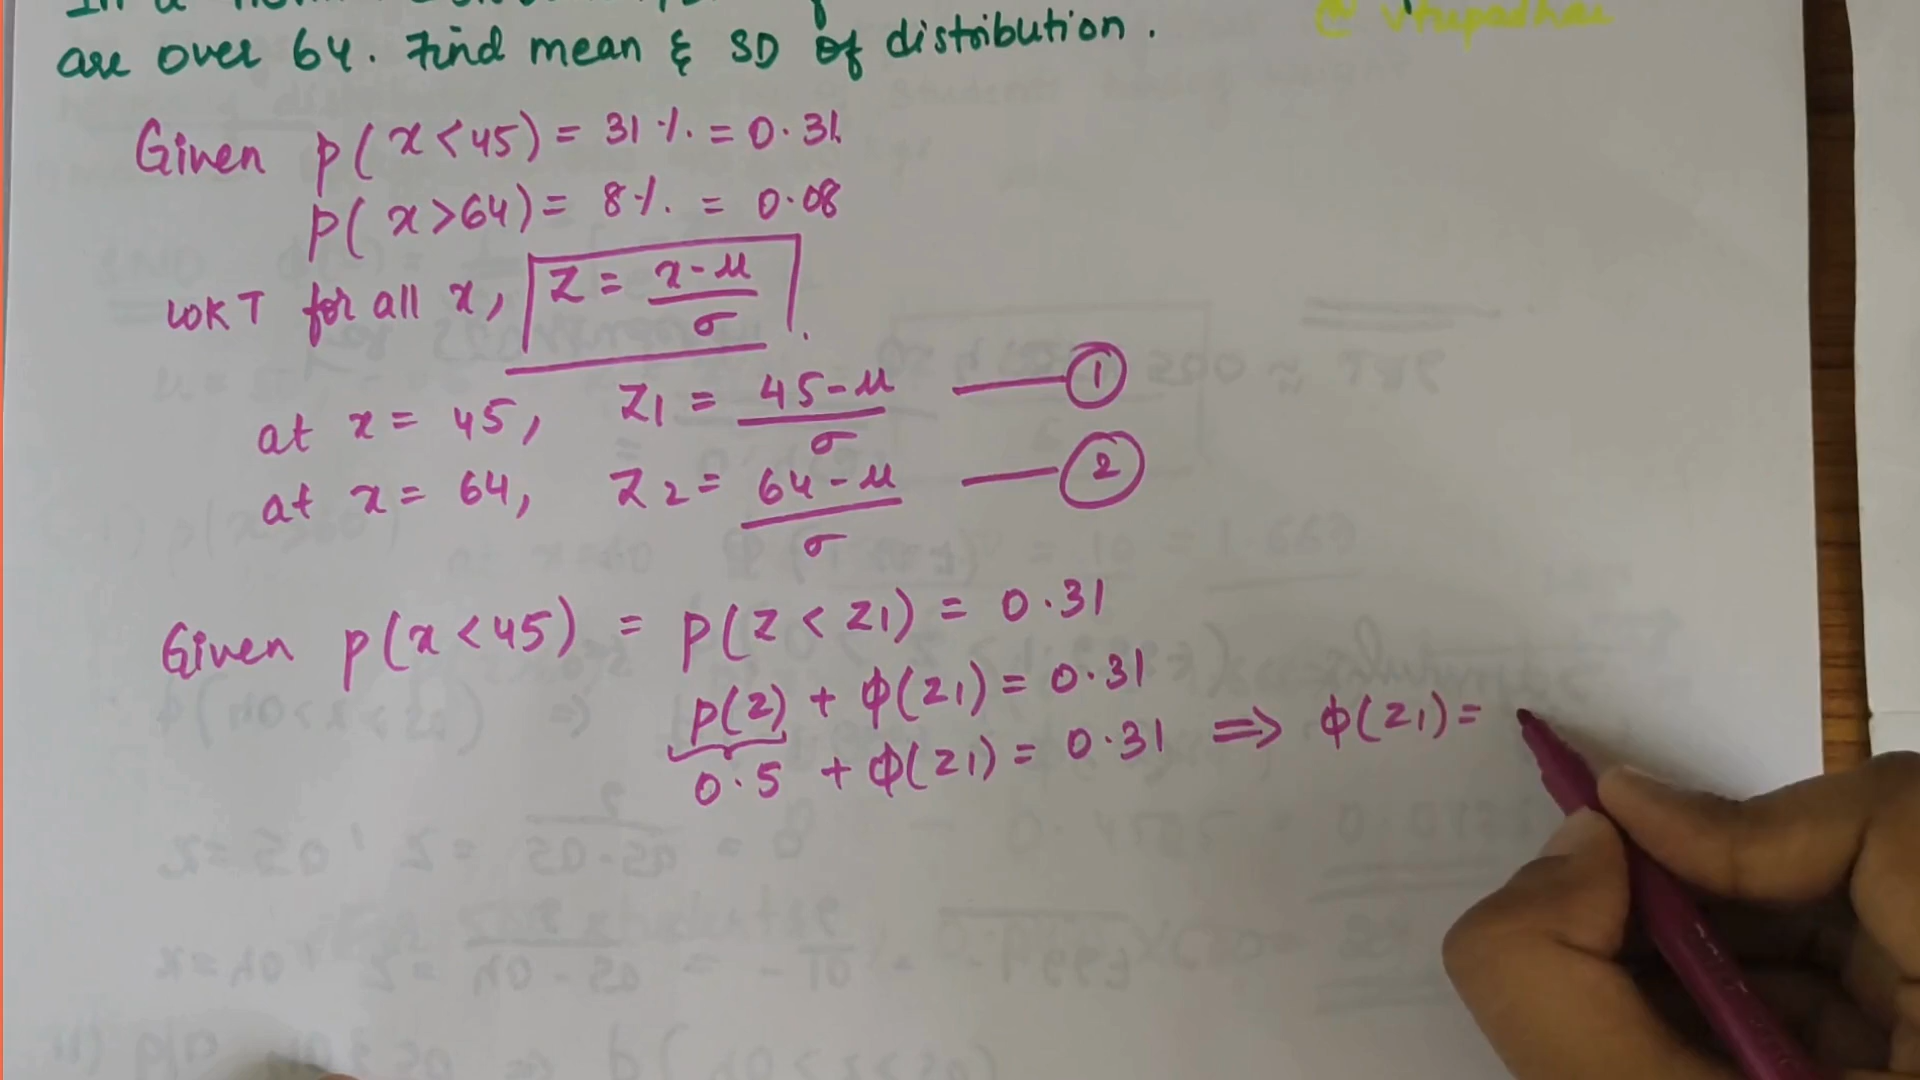 In a
are over 64. Find mean & SD of distribution.
@ vtupadhai
Given p(x<45) = 31 %. = 0.31
p(x>64) = 8%. = 0.08
WKT for all x, Z = x-μ / σ .
at x = 45, Z1 = 45-μ / σ —— 1
at x = 64, Z2 = 64-μ / σ —— 2
Given p(x<45) = p(z < z1) = 0.31
p(z) + φ(z1) = 0.31
0.5 + φ(z1) = 0.31 ⇒ φ(z1) =